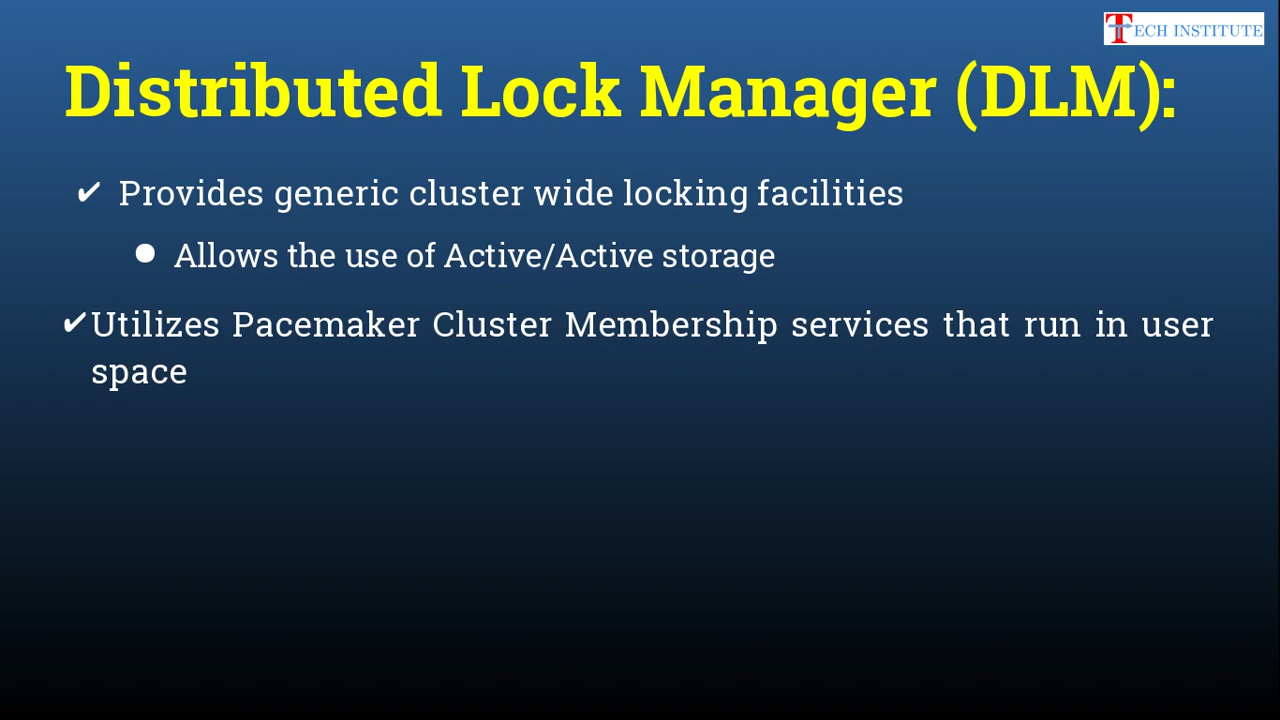 TECH INSTITUTE
Distributed Lock Manager (DLM):
✔ Provides generic cluster wide locking facilities
● Allows the use of Active/Active storage
✔Utilizes Pacemaker Cluster Membership services that run in user
space